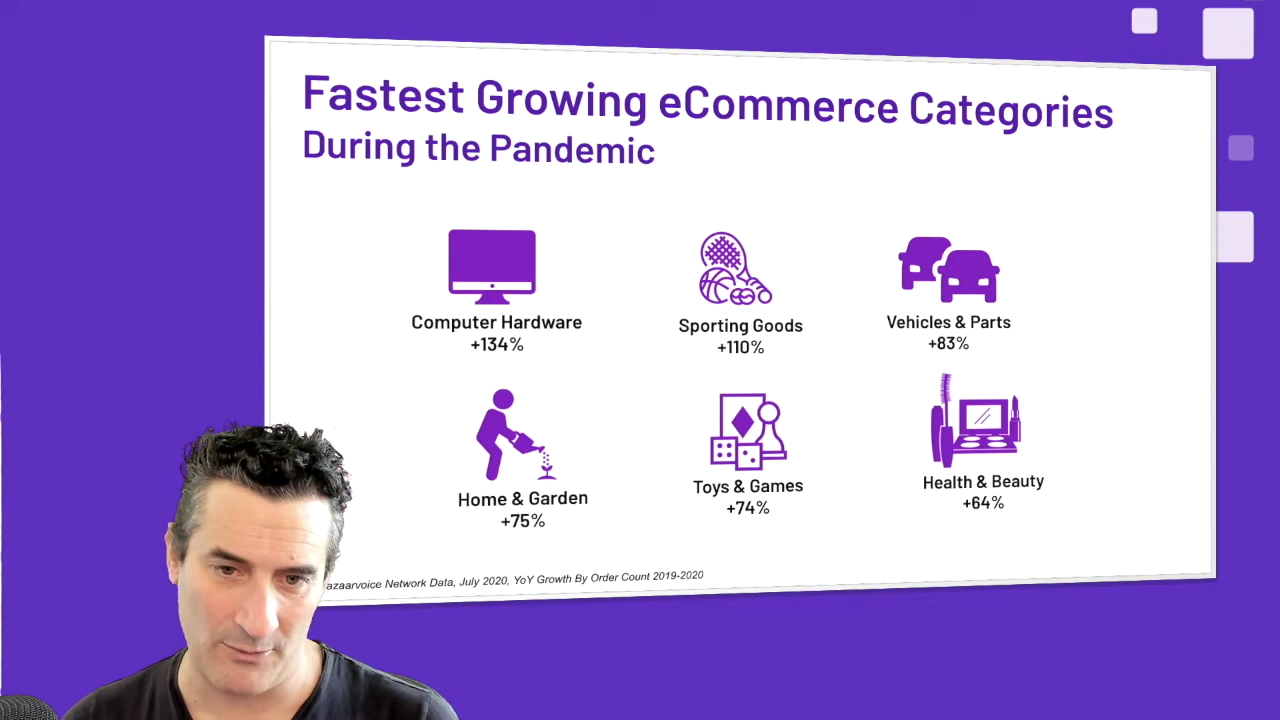 Fastest Growing eCommerce Categories
During the Pandemic
Computer Hardware
+134%
Sporting Goods
+110%
Vehicles & Parts
+83%
Home & Garden
+75%
Toys & Games
+74%
Health & Beauty
+64%
azaarvoice Network Data, July 2020, YoY Growth By Order Count 2019-2020